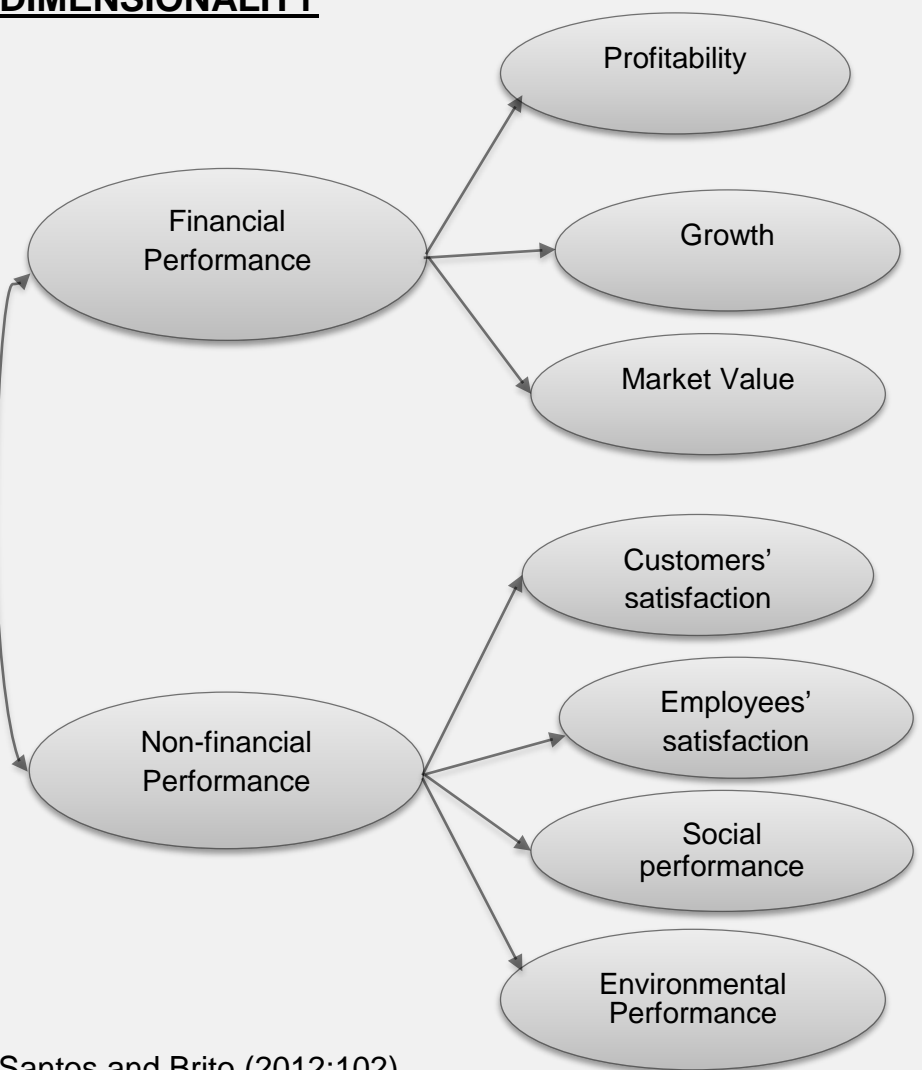 DIMENSIONALITY
Profitability
Financial
Performance
Growth
Market Value
Customers’
satisfaction
Employees’
satisfaction
Non-financial
Performance
Social
performance
Environmental
Performance
Santos and Brito (2012:102)